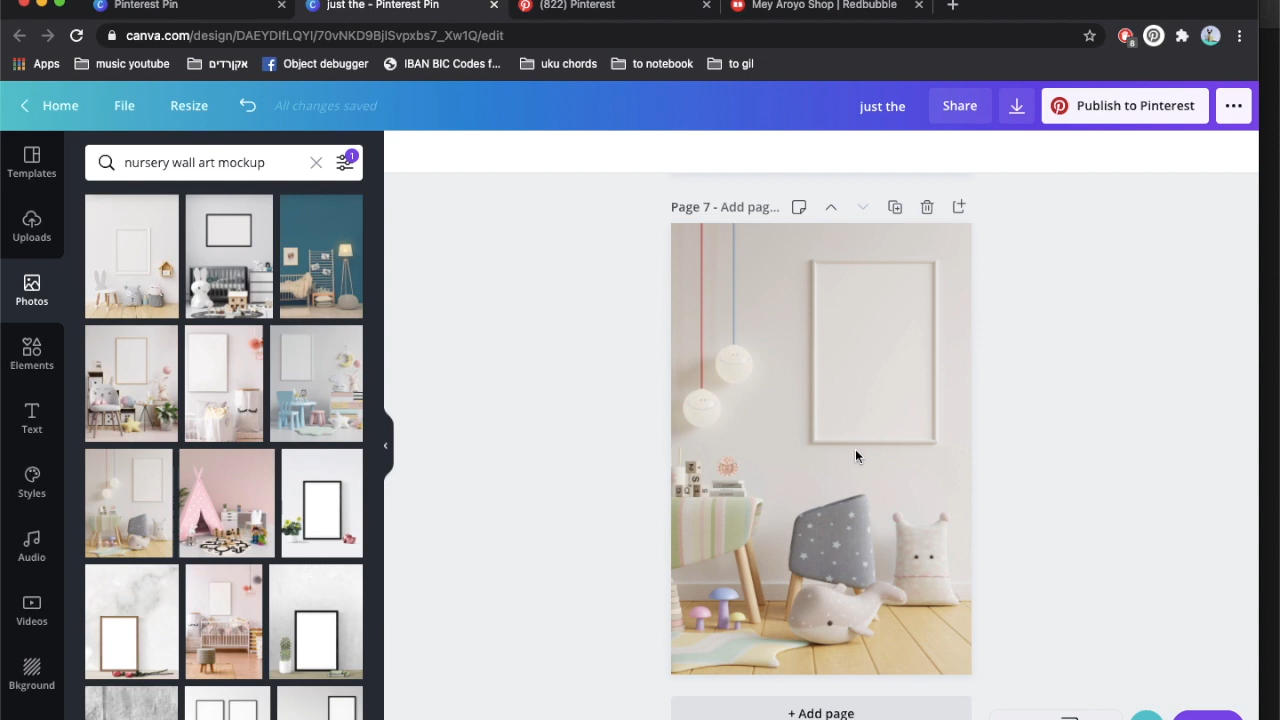 Pinterest Pin
just the - Pinterest Pin
(822) Pinterest
Mey Aroyo Shop | Redbubble
canva.com/design/DAEYDIfLQYI/70vNKD9BjlSvpxbs7_Xw1Q/edit
8
Apps
music youtube
אקורדים
Object debugger
IBAN BIC Codes f...
uku chords
to notebook
to gil
Home
File
Resize
All changes saved
just the
Share
Publish to Pinterest
Templates
Uploads
Photos
Elements
Text
Styles
Audio
Videos
Bkground
nursery wall art mockup
1
Page 7 - Add pag...
+ Add page